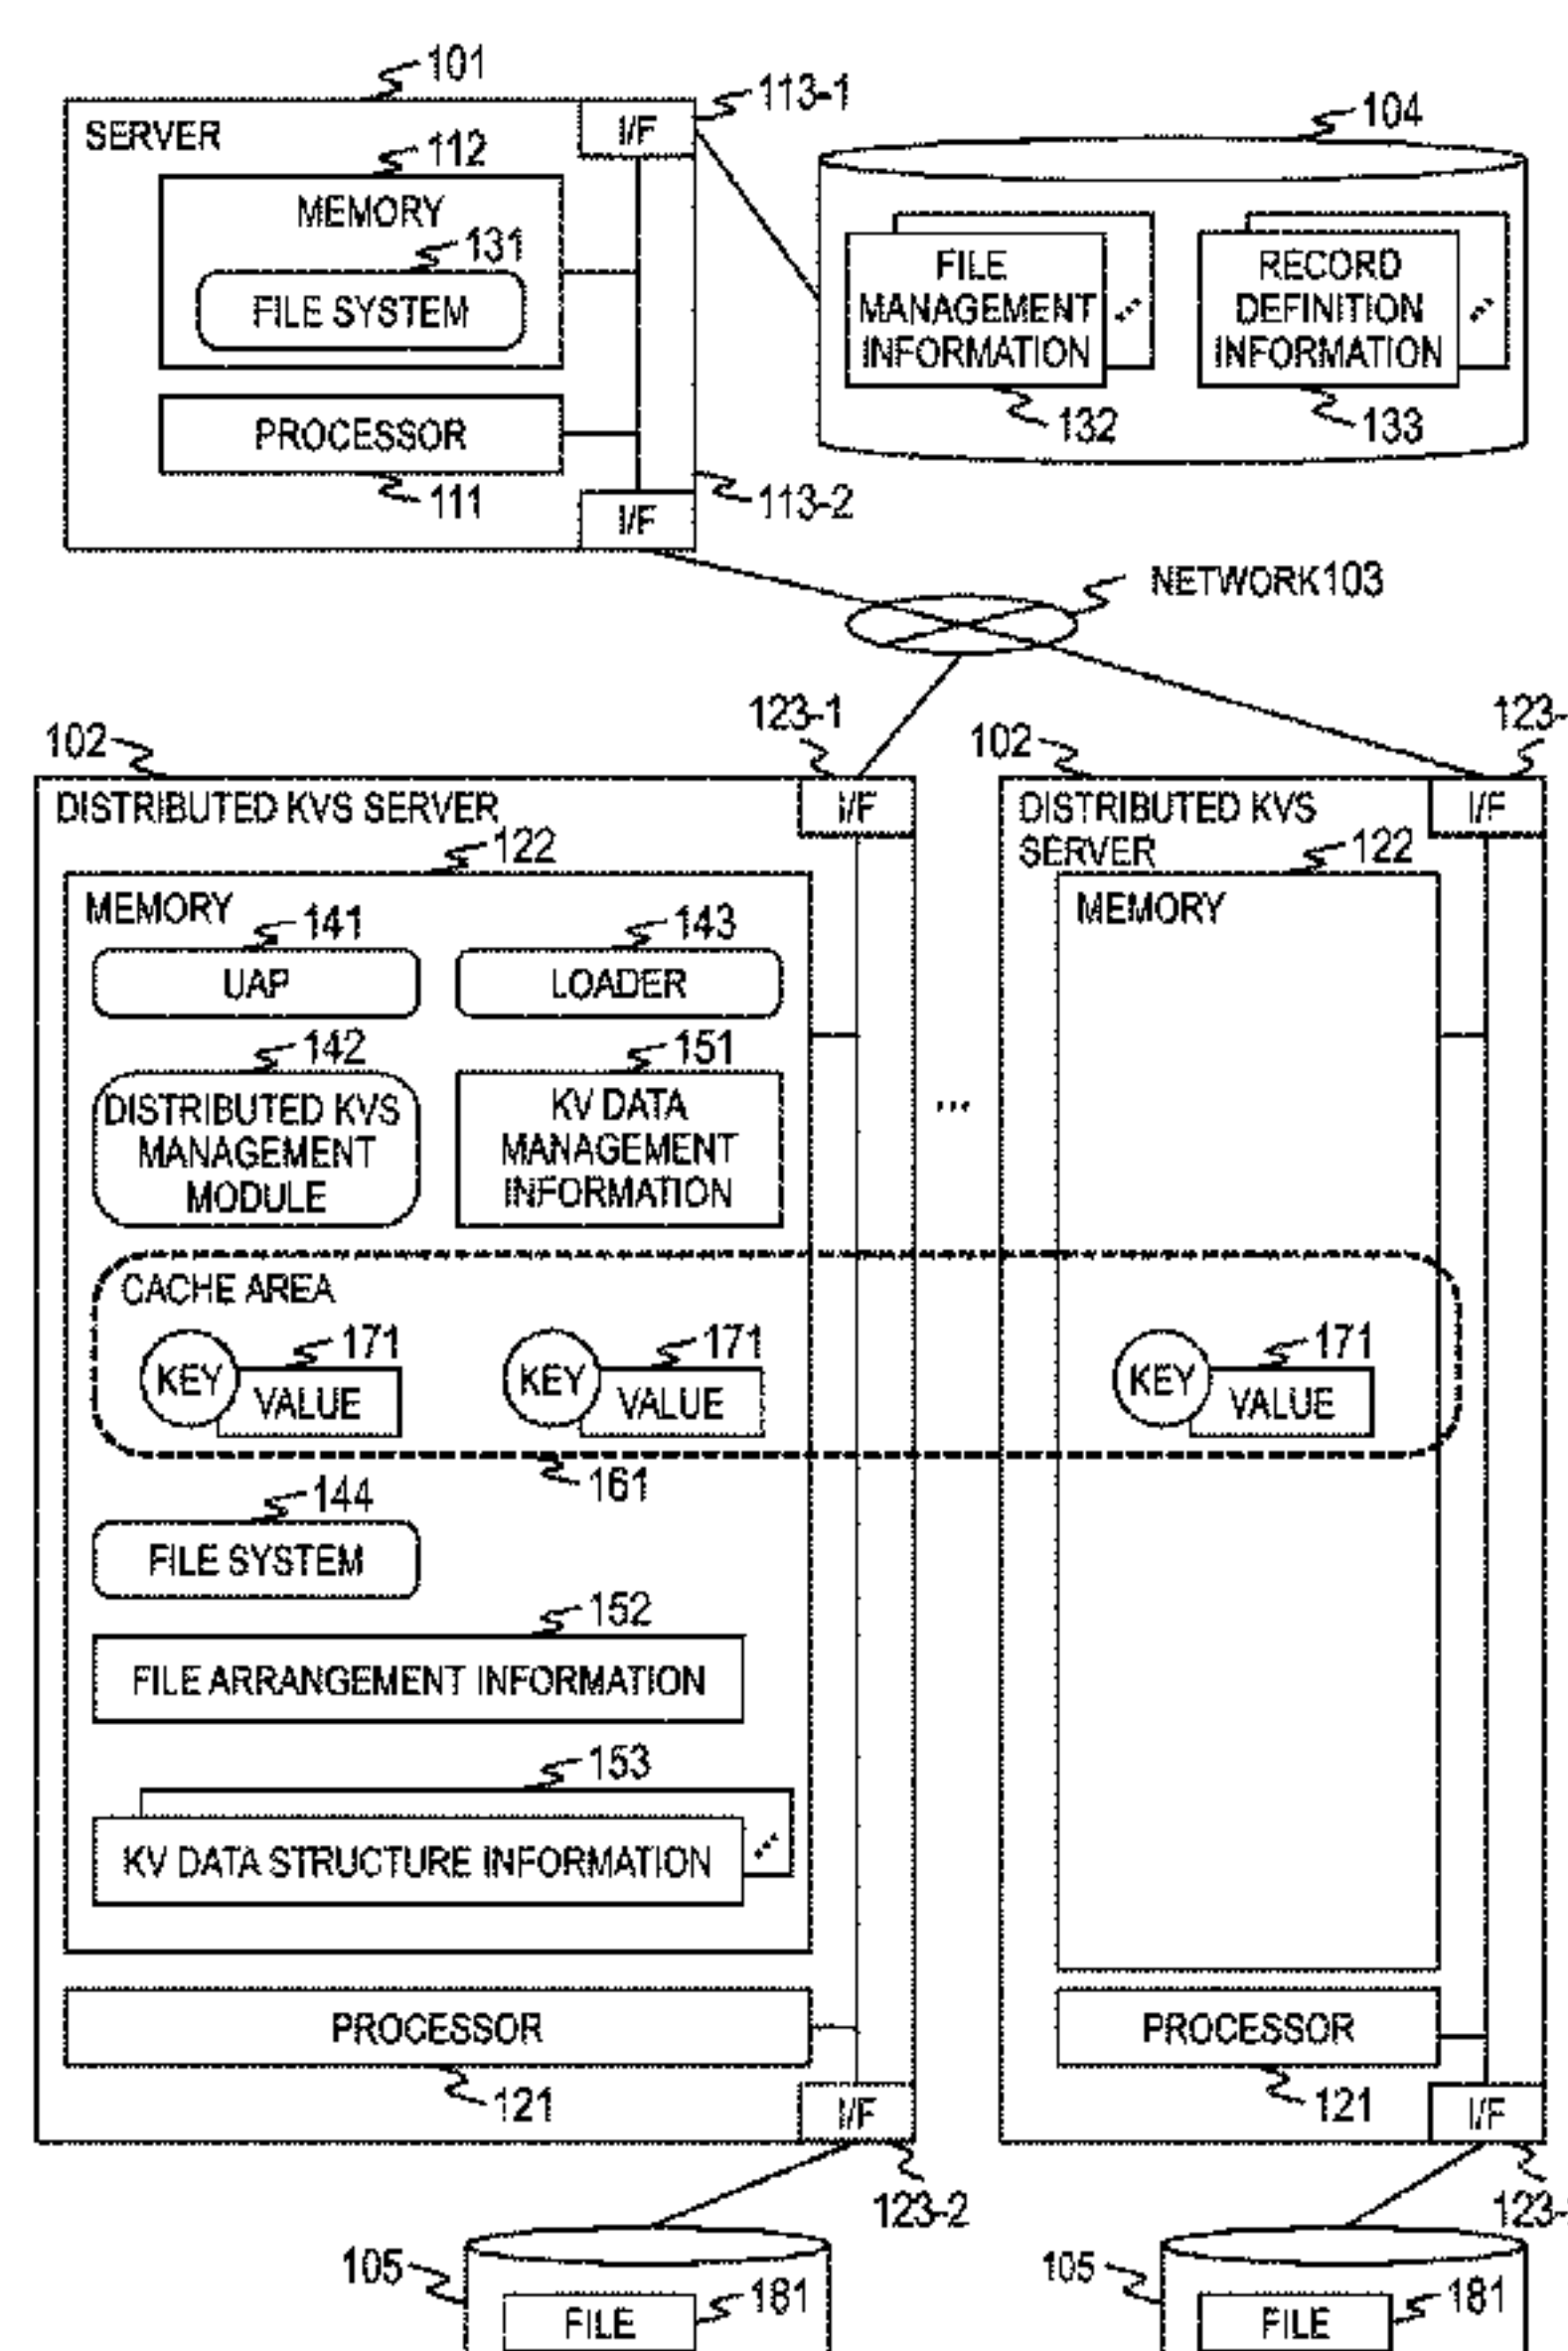 101
SERVER
I/F
113-1
112
MEMORY
131
FILE SYSTEM
PROCESSOR
111
I/F
113-2
104
FILE
MANAGEMENT
INFORMATION
132
RECORD
DEFINITION
INFORMATION
133
NETWORK103
102
123-1
DISTRIBUTED KVS SERVER
I/F
122
MEMORY
141
UAP
143
LOADER
142
DISTRIBUTED KVS
MANAGEMENT
MODULE
151
KV DATA
MANAGEMENT
INFORMATION
...
CACHE AREA
KEY
171
VALUE
KEY
171
VALUE
161
144
FILE SYSTEM
152
FILE ARRANGEMENT INFORMATION
153
KV DATA STRUCTURE INFORMATION
PROCESSOR
121
I/F
123-2
105
FILE
181
102
123-
DISTRIBUTED KVS
SERVER
I/F
122
MEMORY
KEY
171
VALUE
PROCESSOR
121
I/F
123-
105
FILE
181